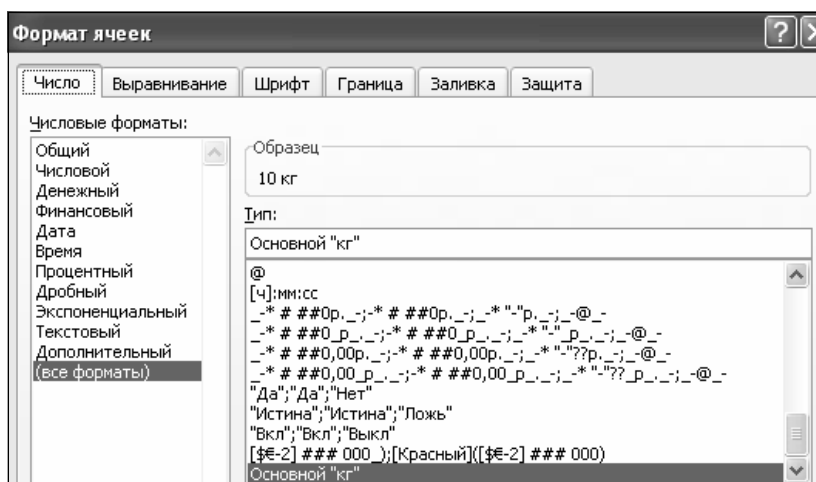 Формат ячеек
Число Выравнивание Шрифт Граница Заливка Защита
Числовые форматы:
Общий
Числовой
Денежный
Финансовый
Дата
Время
Процентный
Дробный
Экспоненциальный
Текстовый
Дополнительный
(все форматы)
Образец
10 кг
Тип:
Основной "кг"
@
[ч]:мм:сс
_-* # ##0р._-;-* # ##0р._-;_-* "-"р._-;_-@_-
_-* # ##0_р_._-;-* # ##0_р_._-;_-* "-"_р_._-;_-@_-
_-* # ##0,00р._-;-* # ##0,00р._-;_-* "-"??р._-;_-@_-
_-* # ##0,00_р_._-;-* # ##0,00_р_._-;_-* "-"??_р_._-;_-@_-
"Да";"Да";"Нет"
"Истина";"Истина";"Ложь"
"Вкл";"Вкл";"Выкл"
[$€-2] ### 000_);[Красный]([$€-2] ### 000)
Основной "кг"